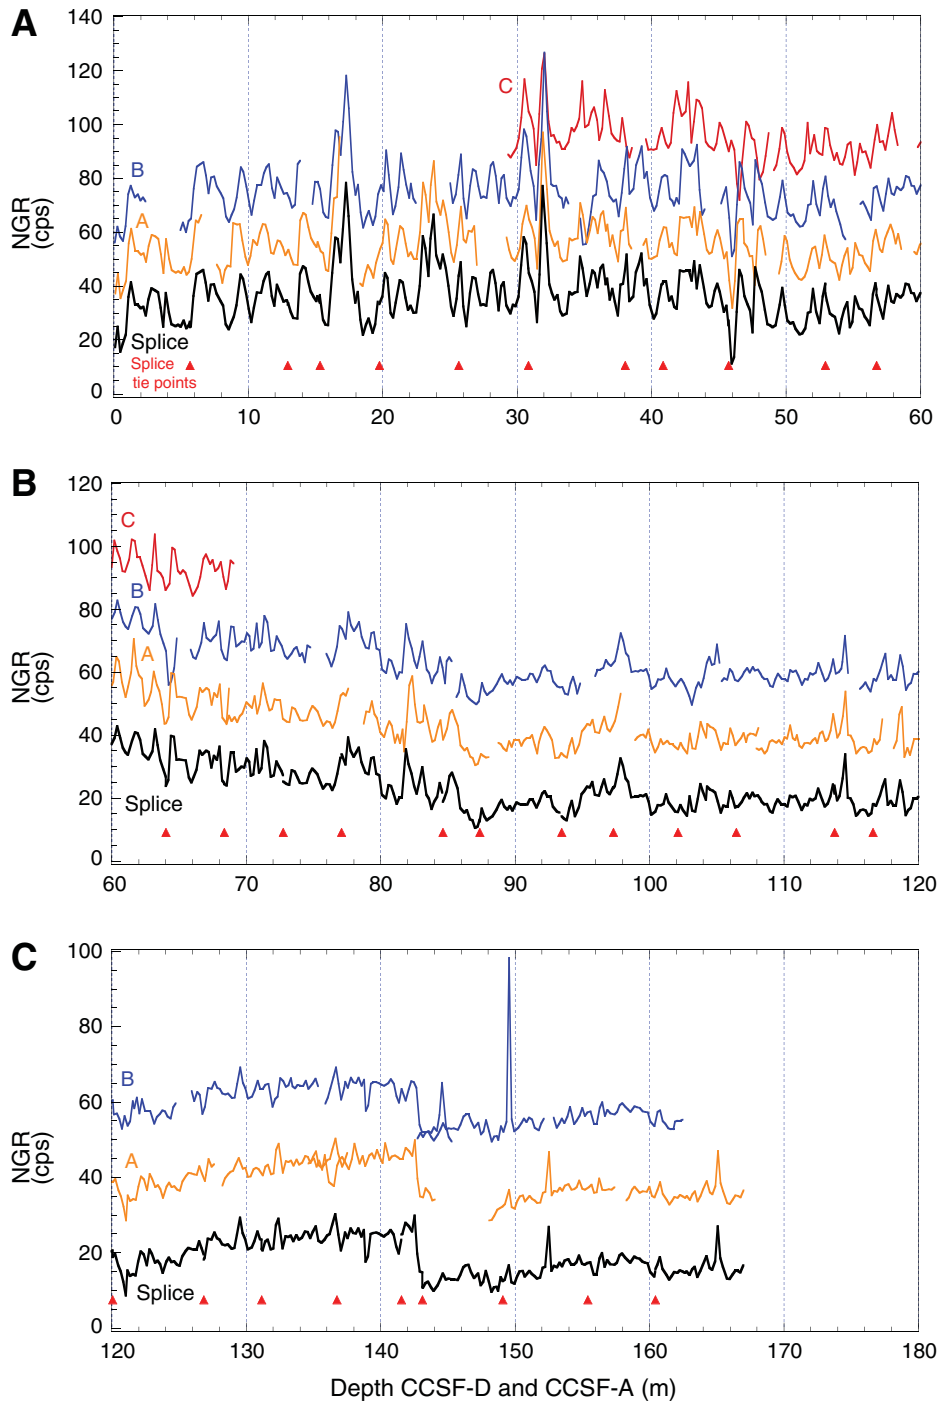 A
140
120
100
80
60
40
20
0
NGR
(cps)
C
B
A
Splice
Splice
tie points
0 10 20 30 40 50 60
B
120
100
80
60
40
20
0
NGR
(cps)
C
B
A
Splice
60 70 80 90 100 110 120
C
100
80
60
40
20
0
NGR
(cps)
B
A
Splice
120 130 140 150 160 170 180
Depth CCSF-D and CCSF-A (m)